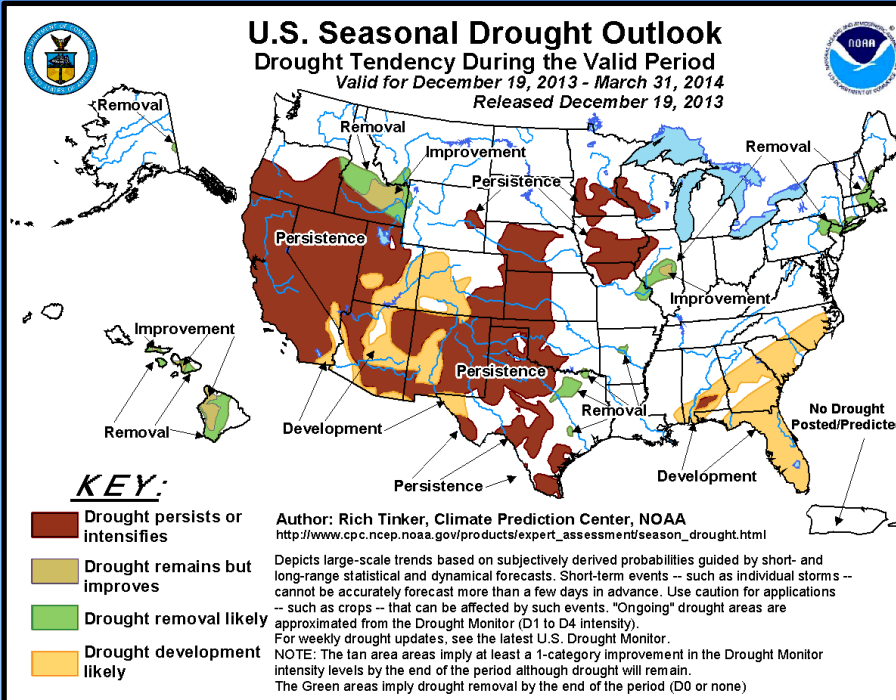 U.S. Seasonal Drought Outlook
Drought Tendency During the Valid Period
Valid for December 19, 2013 - March 31, 2014
Released December 19, 2013
NOAA
Removal
Removal
Improvement
Persistence
Removal
Persistence
Improvement
Improvement
Removal
Development
Persistence
Removal
Persistence
Development
No Drought
Posted/Predicte
KEY:
Drought persists or
intensifies
Drought remains but
improves
Drought removal likely
Drought development
likely
Author: Rich Tinker, Climate Prediction Center, NOAA
http://www.cpc.ncep.noaa.gov/products/expert_assessment/season_drought.html
Depicts large-scale trends based on subjectively derived probabilities guided by short- and
long-range statistical and dynamical forecasts. Short-term events -- such as individual storms --
cannot be accurately forecast more than a few days in advance. Use caution for applications
-- such as crops -- that can be affected by such events. "Ongoing" drought areas are
approximated from the Drought Monitor (D1 to D4 intensity).
For weekly drought updates, see the latest U.S. Drought Monitor.
NOTE: The tan area areas imply at least a 1-category improvement in the Drought Monitor
intensity levels by the end of the period although drought will remain.
The Green areas imply drought removal by the end of the period (D0 or none)